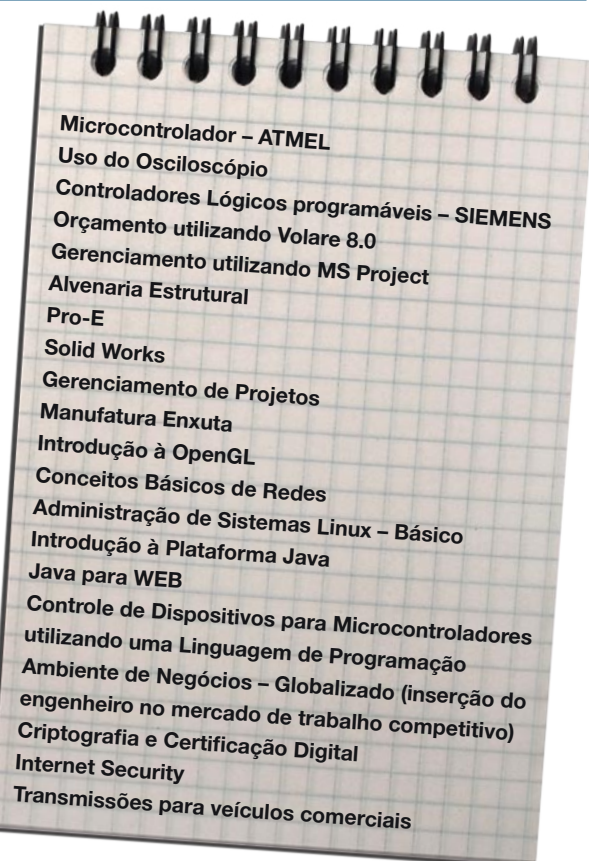 Microcontrolador – ATMEL
Uso do Osciloscópio
Controladores Lógicos programáveis – SIEMENS
Orçamento utilizando Volare 8.0
Gerenciamento utilizando MS Project
Alvenaria Estrutural
Pro-E
Solid Works
Gerenciamento de Projetos
Manufatura Enxuta
Introdução à OpenGL
Conceitos Básicos de Redes
Administração de Sistemas Linux – Básico
Introdução à Plataforma Java
Java para WEB
Controle de Dispositivos para Microcontroladores
utilizando uma Linguagem de Programação
Ambiente de Negócios – Globalizado (inserção do
engenheiro no mercado de trabalho competitivo)
Criptografia e Certificação Digital
Internet Security
Transmissões para veículos comerciais